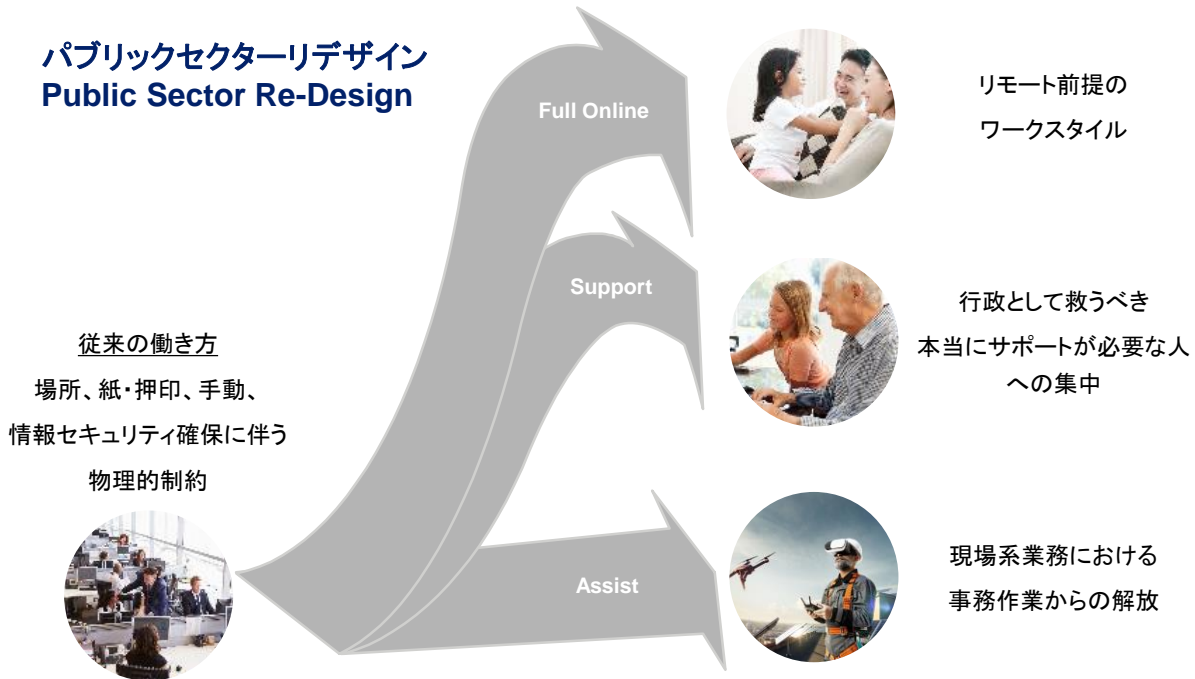 パブリックセクターリデザイン
Public Sector Re-Design
従来の働き方
場所、紙・押印、手動、
情報セキュリティ確保に伴う
物理的制約
Full Online
リモート前提の
ワークスタイル
Support
行政として救うべき
本当にサポートが必要な人
への集中
Assist
現場系業務における
事務作業からの解放